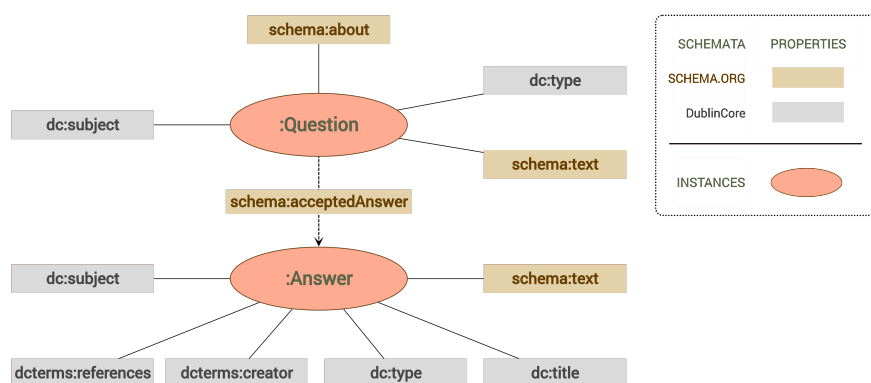 schema:about
SCHEMATA PROPERTIES
SCHEMA.ORG
DublinCore
INSTANCES
dc:type
dc:subject
:Question
schema:text
schema:acceptedAnswer
dc:subject
:Answer
schema:text
dcterms:references
dcterms:creator
dc:type
dc:title